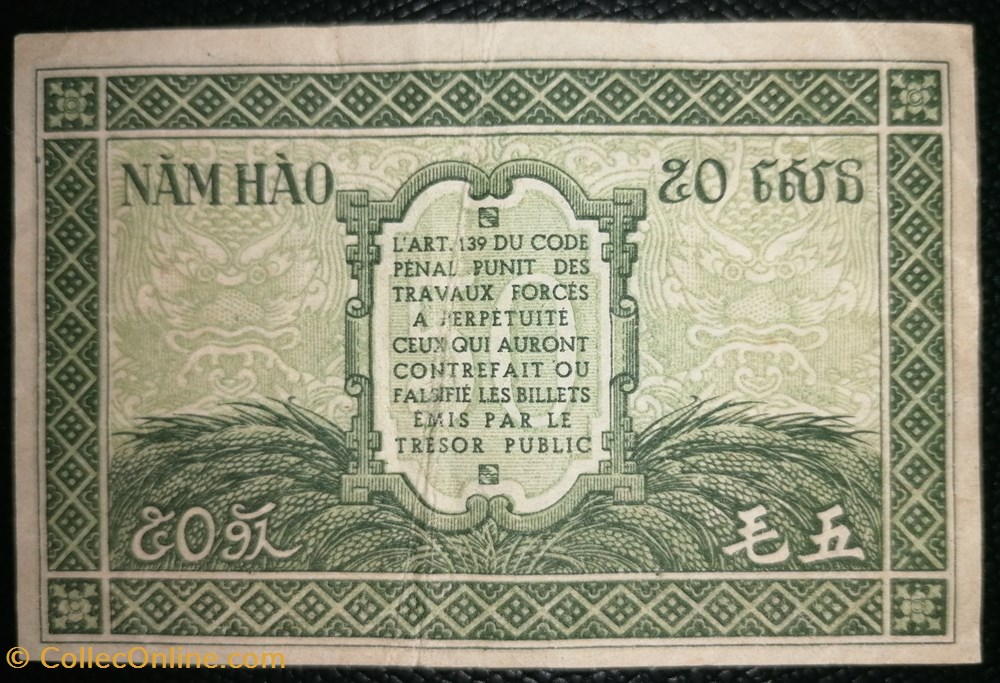 NĂM HÀO
៥០ សេន
L'ART. 139 DU CODE
PÉNAL PUNIT DES
TRAVAUX FORCÉS
A PERPÉTUITÉ
CEUX QUI AURONT
CONTREFAIT OU
FALSIFIÉ LES BILLETS
ÉMIS PAR LE
TRÉSOR PUBLIC
毛五
© CollecOnline.com